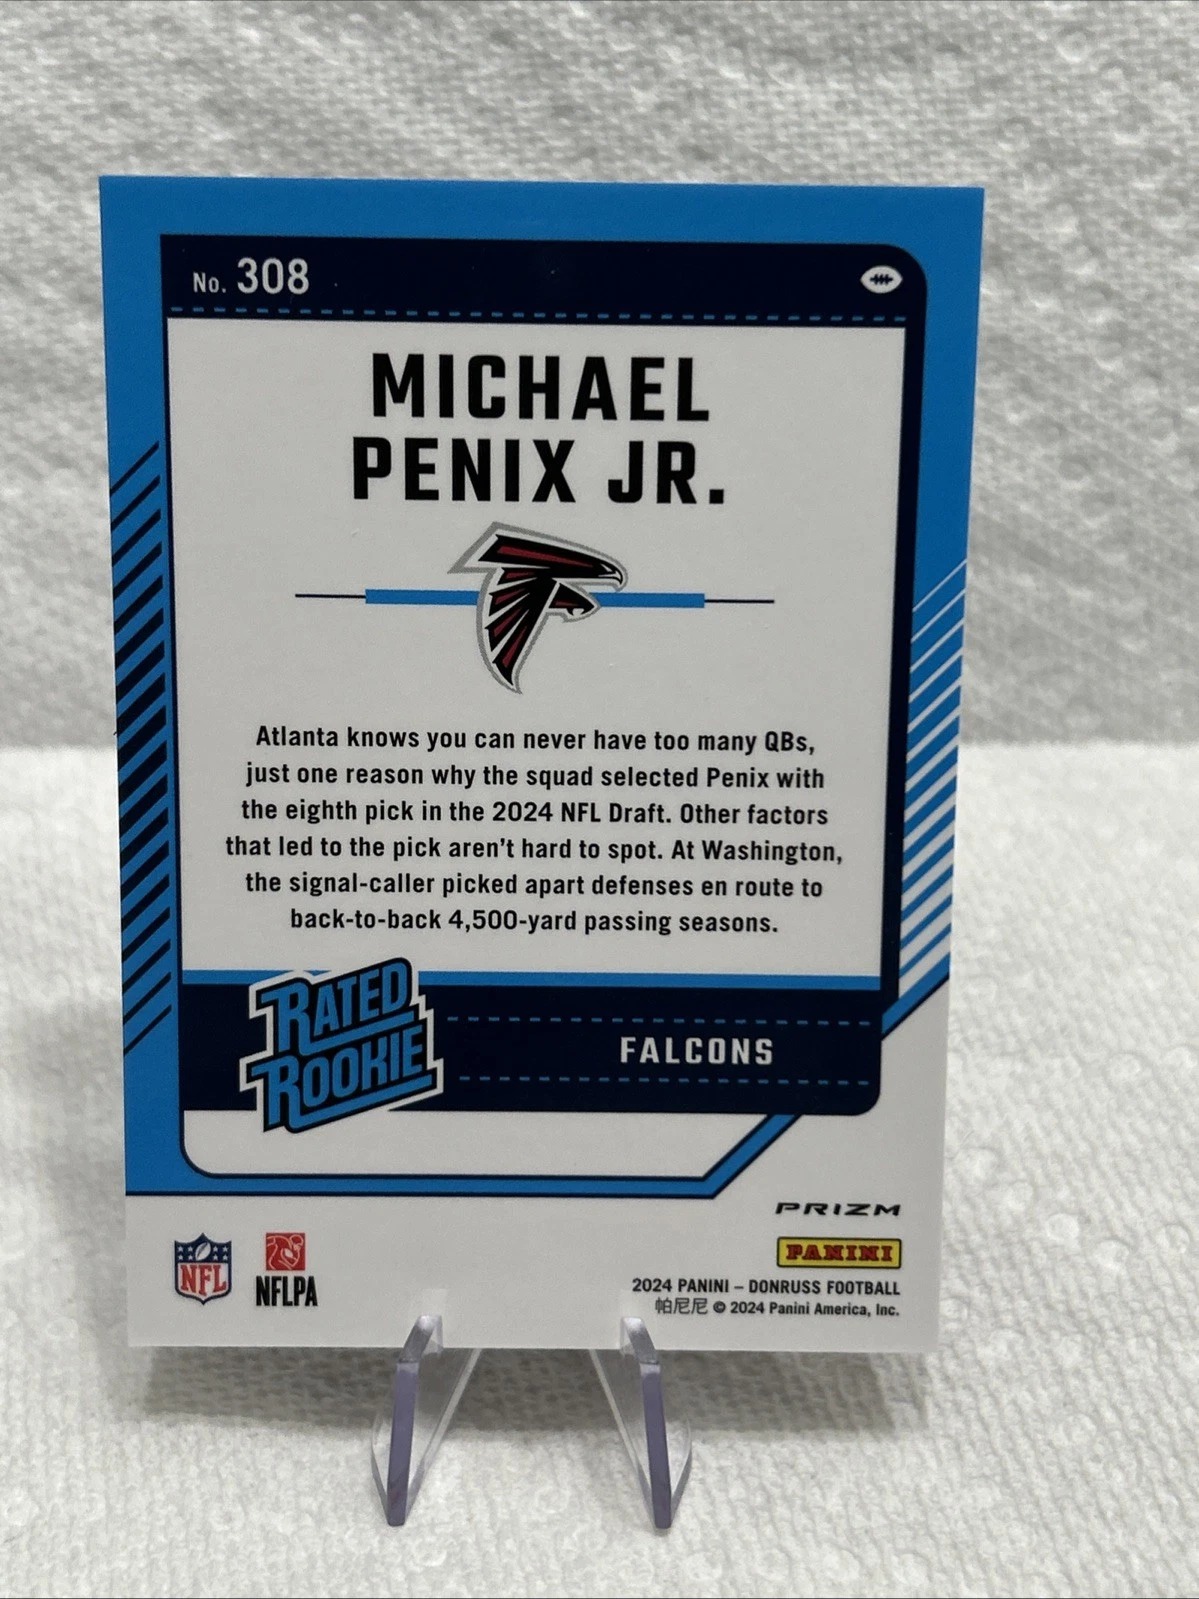 No. 308
MICHAEL
PENIX JR.
Atlanta knows you can never have too many QBs,
just one reason why the squad selected Penix with
the eighth pick in the 2024 NFL Draft. Other factors
that led to the pick aren't hard to spot. At Washington,
the signal-caller picked apart defenses en route to
back-to-back 4,500-yard passing seasons.
RATED
ROOKIE
FALCONS
PRIZM
PANINI
NFL
NFLPA
2024 PANINI – DONRUSS FOOTBALL
帕尼尼 © 2024 Panini America, Inc.